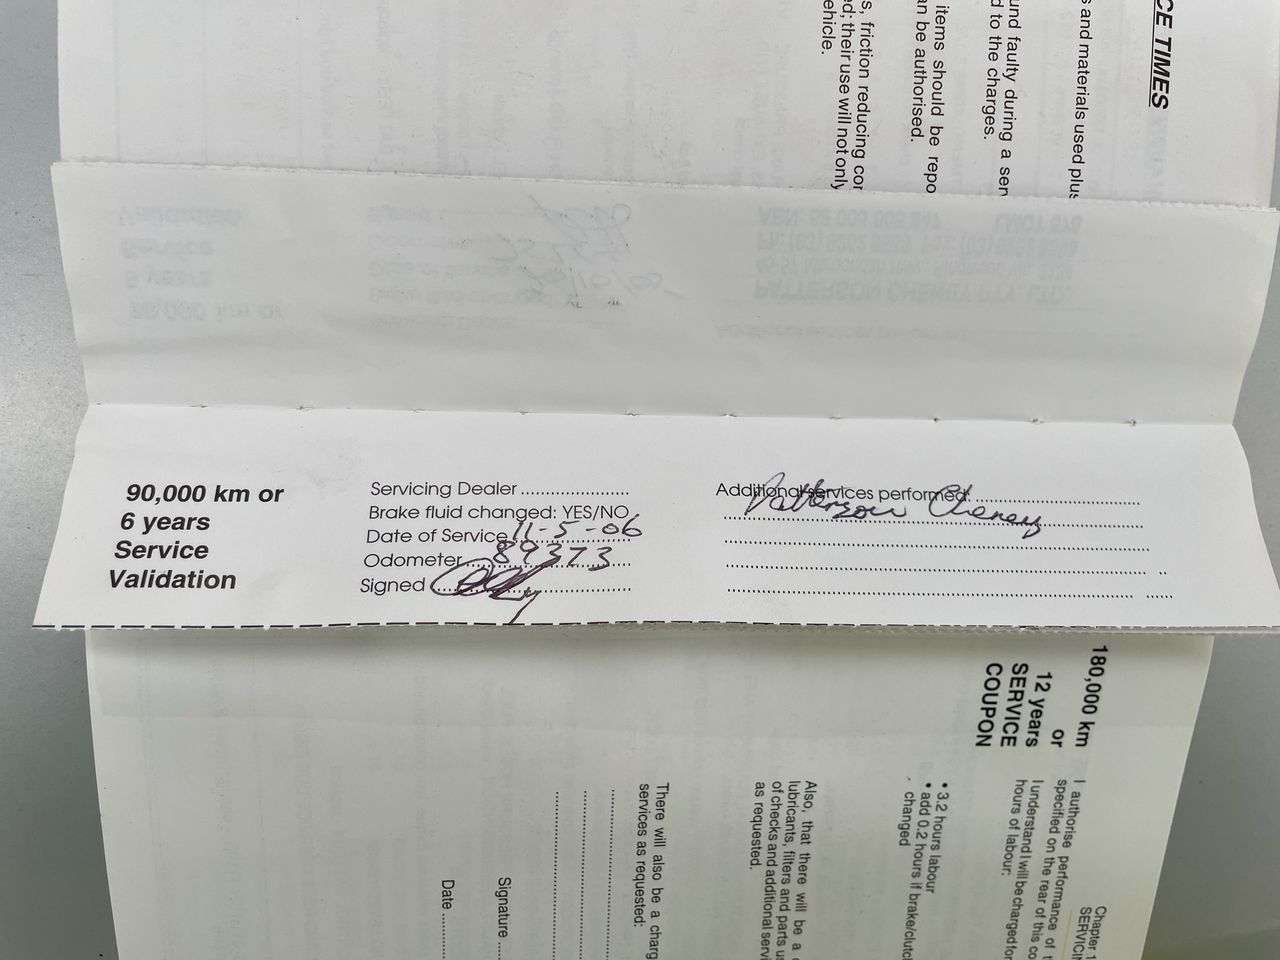 CE TIMES
s and materials used plus
und faulty during a ser
d to the charges.
items should be repo
an be authorised.
s, friction reducing cor
ed; their use will not only
ehicle.
90,000 km or
6 years
Service
Validation
Servicing Dealer
Brake fluid changed: YES/NO
Date of Service 11-5-06
Odometer 89373
Signed
Additional services performed:
Patterson Cheney
180,000 km
or
12 years
SERVICE
COUPON
Chapter 1
SERVICIN
I authorise performance of t
specified on the rear of this co
I understand I will be charged for
hours of labour:
• 3.2 hours labour
• add 0.2 hours if brake/clutc
changed
Also, that there will be a c
lubricants, filters and parts us
of checks and additional servi
as requested.
There will also be a charg
services as requested:
Signature
Date